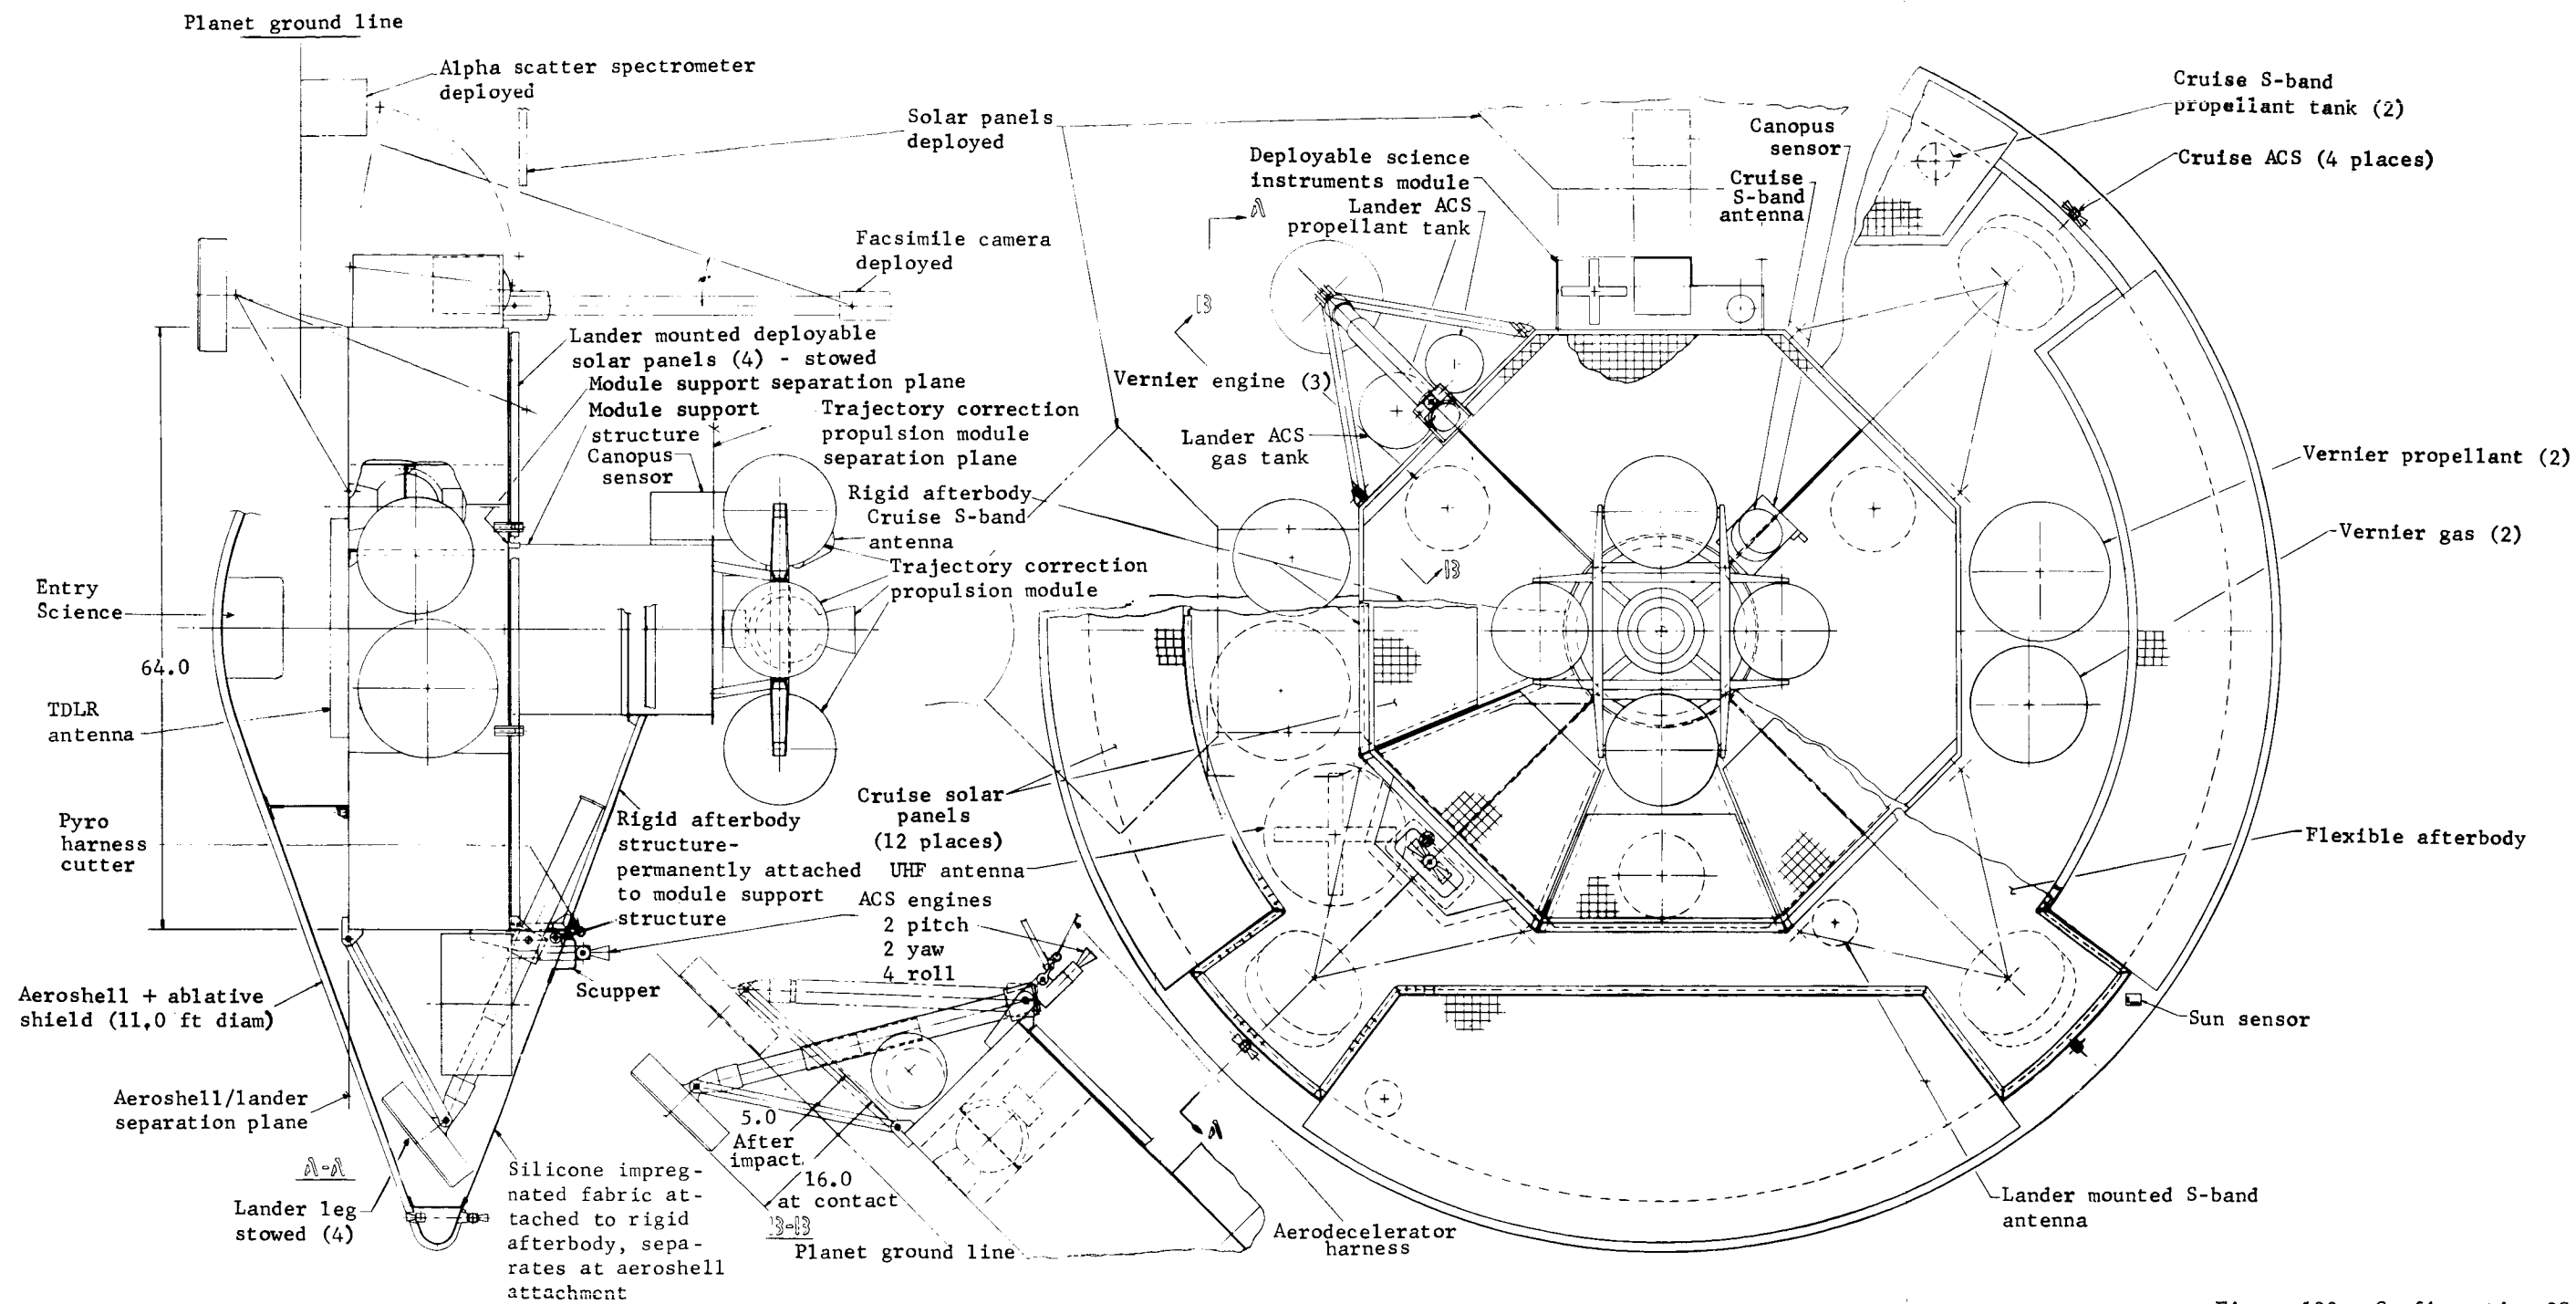 Planet ground line
Alpha scatter spectrometer
deployed
Solar panels
deployed
Facsimile camera
deployed
Lander mounted deployable
solar panels (4) - stowed
Module support separation plane
Module support
structure
Canopus
sensor
Trajectory correction
propulsion module
separation plane
Rigid afterbody
Cruise S-band
antenna
Trajectory correction
propulsion module
Entry
Science
64.0
TDLR
antenna
Pyro
harness
cutter
Aeroshell + ablative
shield (11.0 ft diam)
Aeroshell/lander
separation plane
A-A
Lander leg
stowed (4)
Silicone impreg-
nated fabric at-
tached to rigid
afterbody, sepa-
rates at aeroshell
attachment
Rigid afterbody
structure-
permanently attached
to module support
structure
Scupper
Cruise solar
panels
(12 places)
UHF antenna
ACS engines
2 pitch
2 yaw
4 roll
5.0
After
impact
16.0
at contact
B-B
Planet ground line
Aerodecelerator
harness
Deployable science
instruments module
Lander ACS
propellant tank
A
B
Vernier engine (3)
Lander ACS
gas tank
B
A
Canopus
sensor
Cruise
S-band
antenna
Cruise S-band
propellant tank (2)
Cruise ACS (4 places)
Vernier propellant (2)
Vernier gas (2)
Flexible afterbody
Sun sensor
Lander mounted S-band
antenna